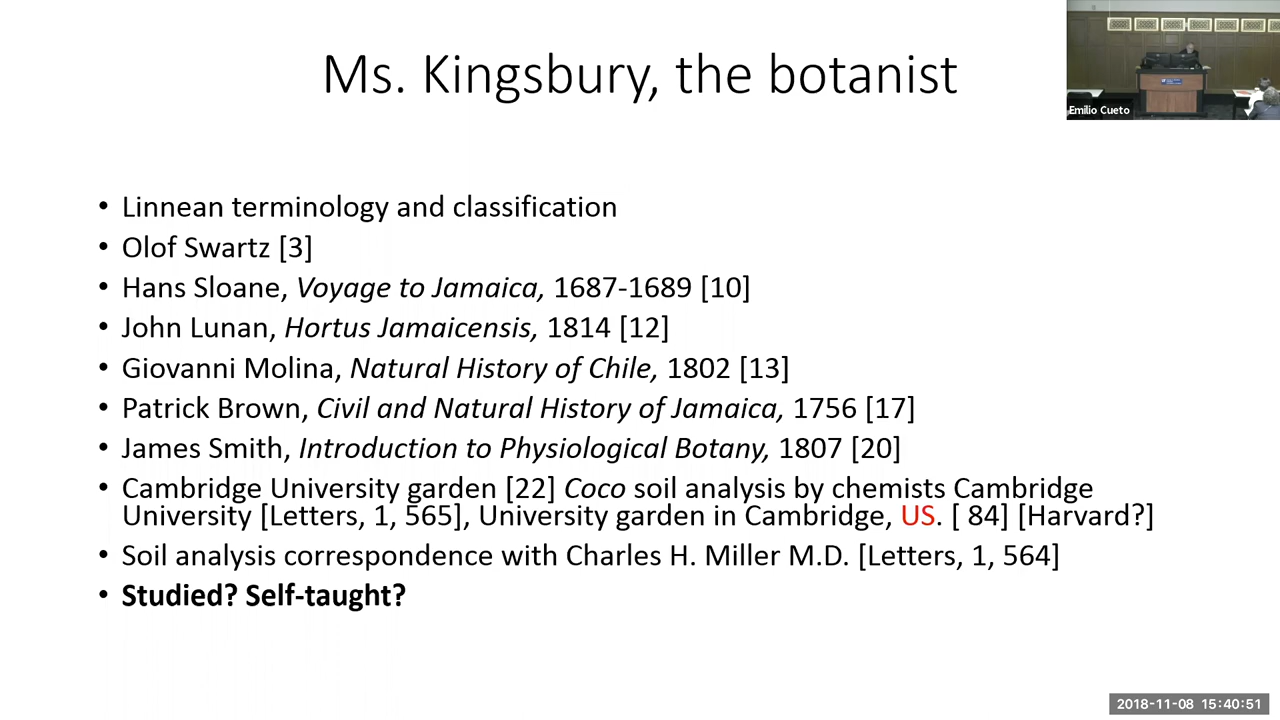 Ms. Kingsbury, the botanist
Emilio Cueto
• Linnean terminology and classification
• Olof Swartz [3]
• Hans Sloane, Voyage to Jamaica, 1687-1689 [10]
• John Lunan, Hortus Jamaicensis, 1814 [12]
• Giovanni Molina, Natural History of Chile, 1802 [13]
• Patrick Brown, Civil and Natural History of Jamaica, 1756 [17]
• James Smith, Introduction to Physiological Botany, 1807 [20]
• Cambridge University garden [22] Coco soil analysis by chemists Cambridge
University [Letters, 1, 565], University garden in Cambridge, US. [ 84] [Harvard?]
• Soil analysis correspondence with Charles H. Miller M.D. [Letters, 1, 564]
• Studied? Self-taught?
2018-11-08 15:40:51